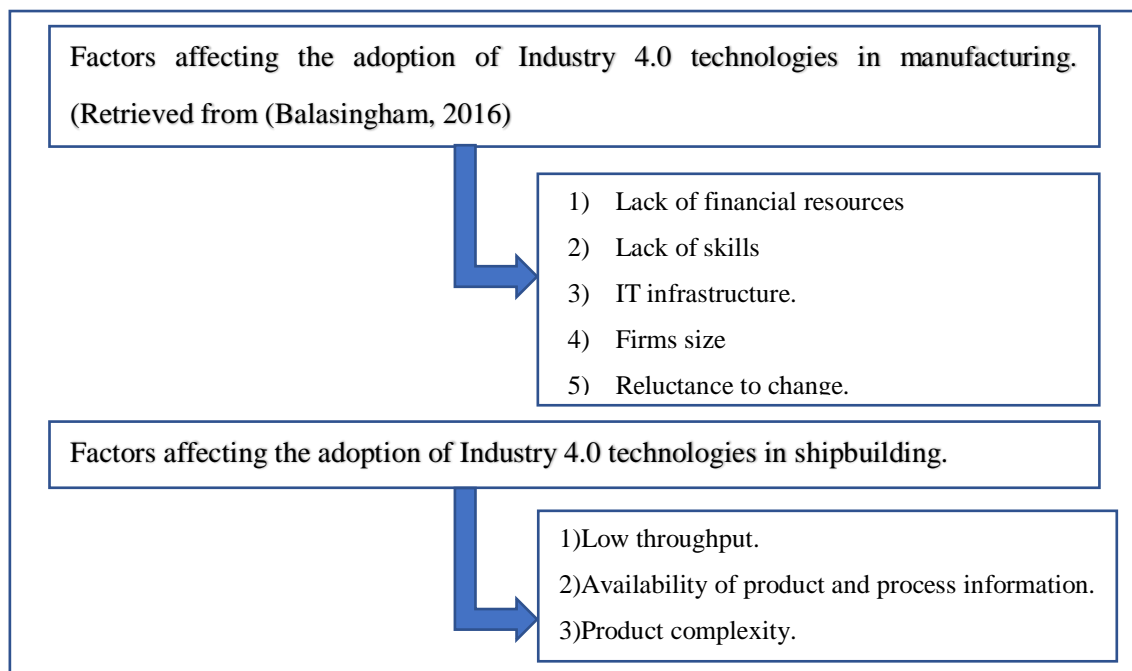 Factors affecting the adoption of Industry 4.0 technologies in manufacturing.
(Retrieved from (Balasingham, 2016)
1) Lack of financial resources
2) Lack of skills
3) IT infrastructure.
4) Firms size
5) Reluctance to change.
Factors affecting the adoption of Industry 4.0 technologies in shipbuilding.
1)Low throughput.
2)Availability of product and process information.
3)Product complexity.